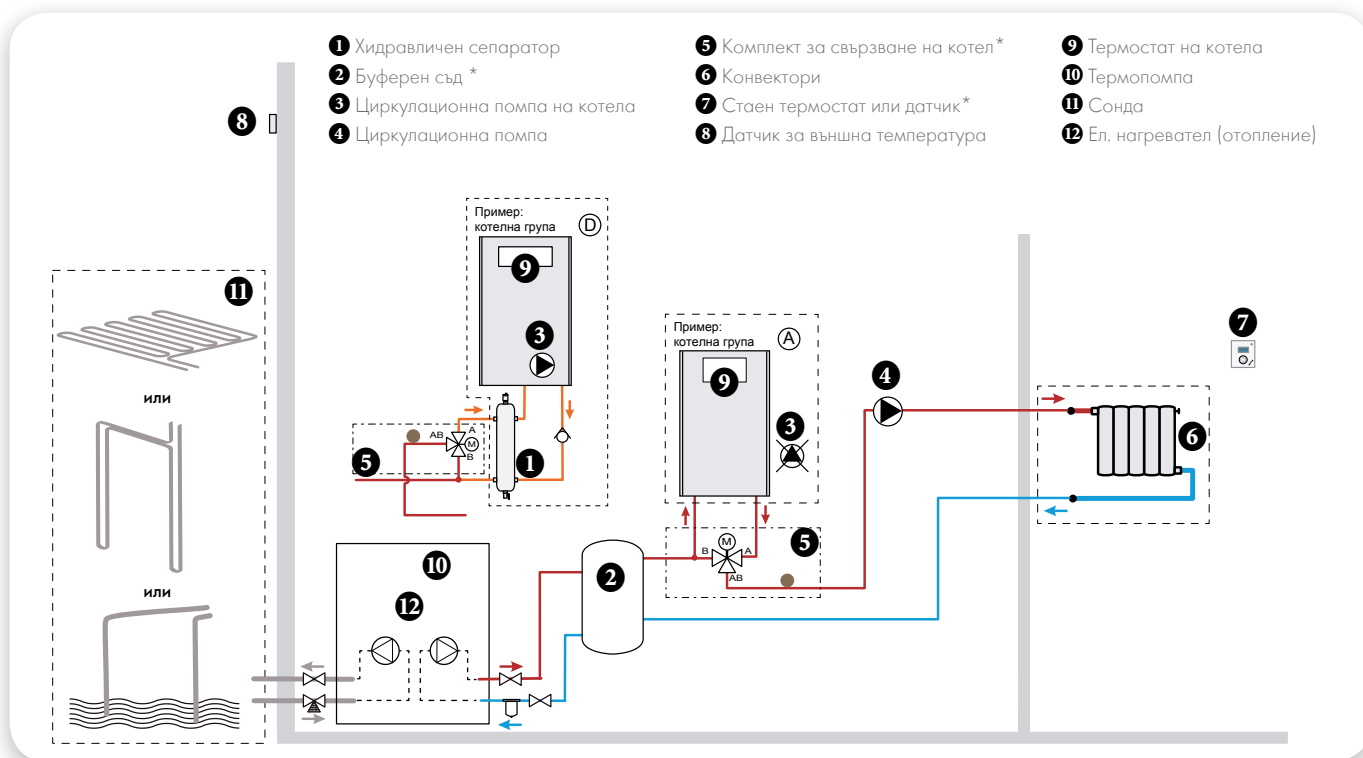 1 Хидравличен сепаратор
2 Буферен съд *
3 Циркулационна помпа на котела
4 Циркулационна помпа
5 Комплект за свързване на котел*
6 Конвектори
7 Стаен термостат или датчик*
8 Датчик за външна температура
9 Термостат на котела
10 Термопомпа
11 Сонда
12 Ел. нагревател (отопление)
8
Пример:
котелна група
D
9
3
AB
A
M
B
5
1
11
или
или
Пример:
котелна група
A
9
3
4
7
6
B
M
A
AB
5
2
10
12